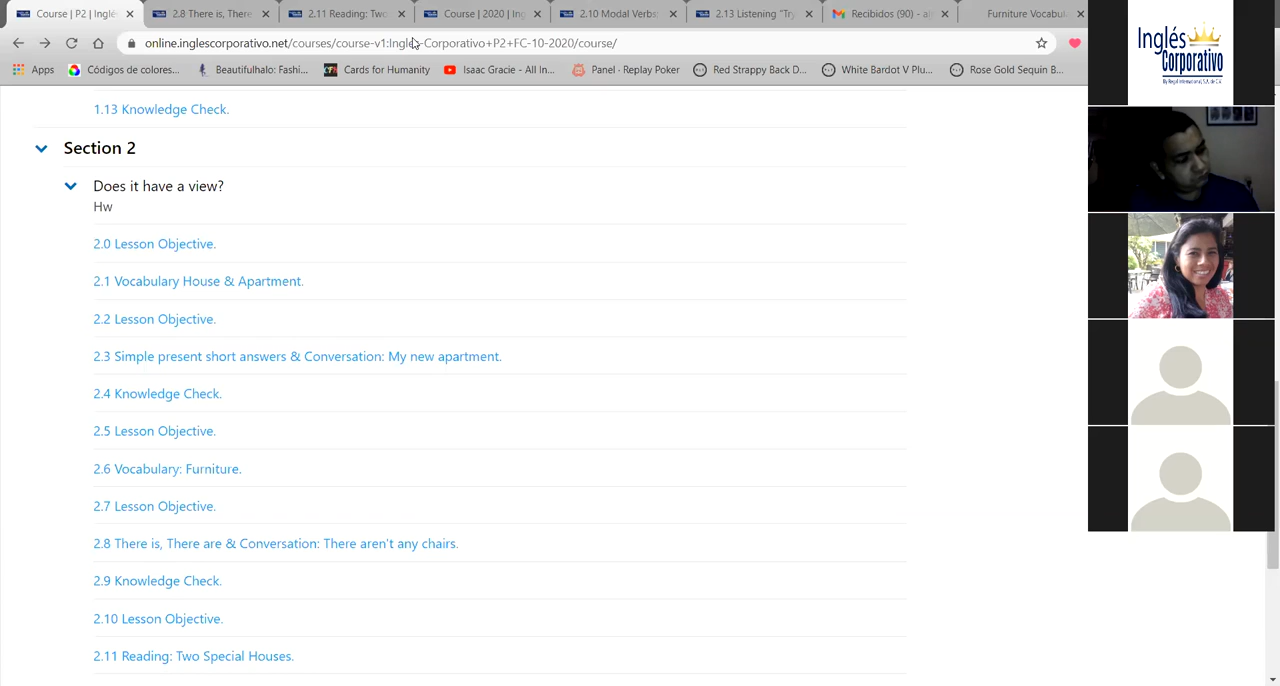 Course | P2 | Inglé
2.8 There is, There
2.11 Reading: Two
Course | 2020 | Ing
2.10 Modal Verbs:
2.13 Listening "Try
Recibidos (90) - al
Furniture Vocabul
online.inglescorporativo.net/courses/course-v1:Inglés-Corporativo+P2+FC-10-2020/course/
Apps
Códigos de colores...
Beautifulhalo: Fashi...
Cards for Humanity
Isaac Gracie - All In...
Panel - Replay Poker
Red Strappy Back D...
White Bardot V Plu...
Rose Gold Sequin B...
Inglés
Corporativo
By Regal International, S.A. de C.V.
1.13 Knowledge Check.
Section 2
Does it have a view?
Hw
2.0 Lesson Objective.
2.1 Vocabulary House & Apartment.
2.2 Lesson Objective.
2.3 Simple present short answers & Conversation: My new apartment.
2.4 Knowledge Check.
2.5 Lesson Objective.
2.6 Vocabulary: Furniture.
2.7 Lesson Objective.
2.8 There is, There are & Conversation: There aren't any chairs.
2.9 Knowledge Check.
2.10 Lesson Objective.
2.11 Reading: Two Special Houses.